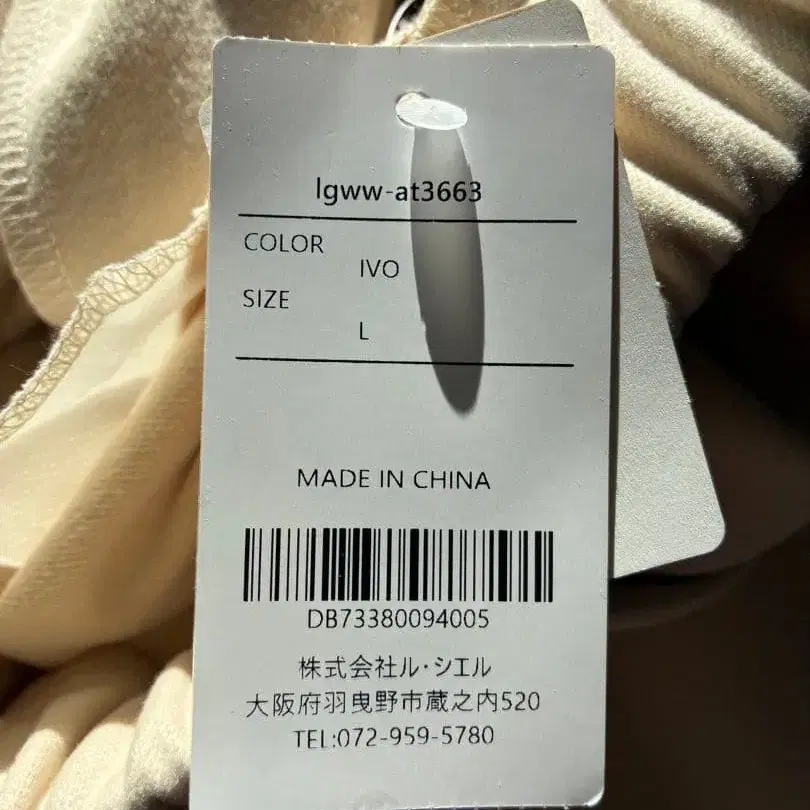 lgww-at3663
COLOR
IVO
SIZE
L
MADE IN CHINA
DB73380094005
株式会社ル・シエル
大阪府羽曳野市蔵之内520
TEL:072-959-5780